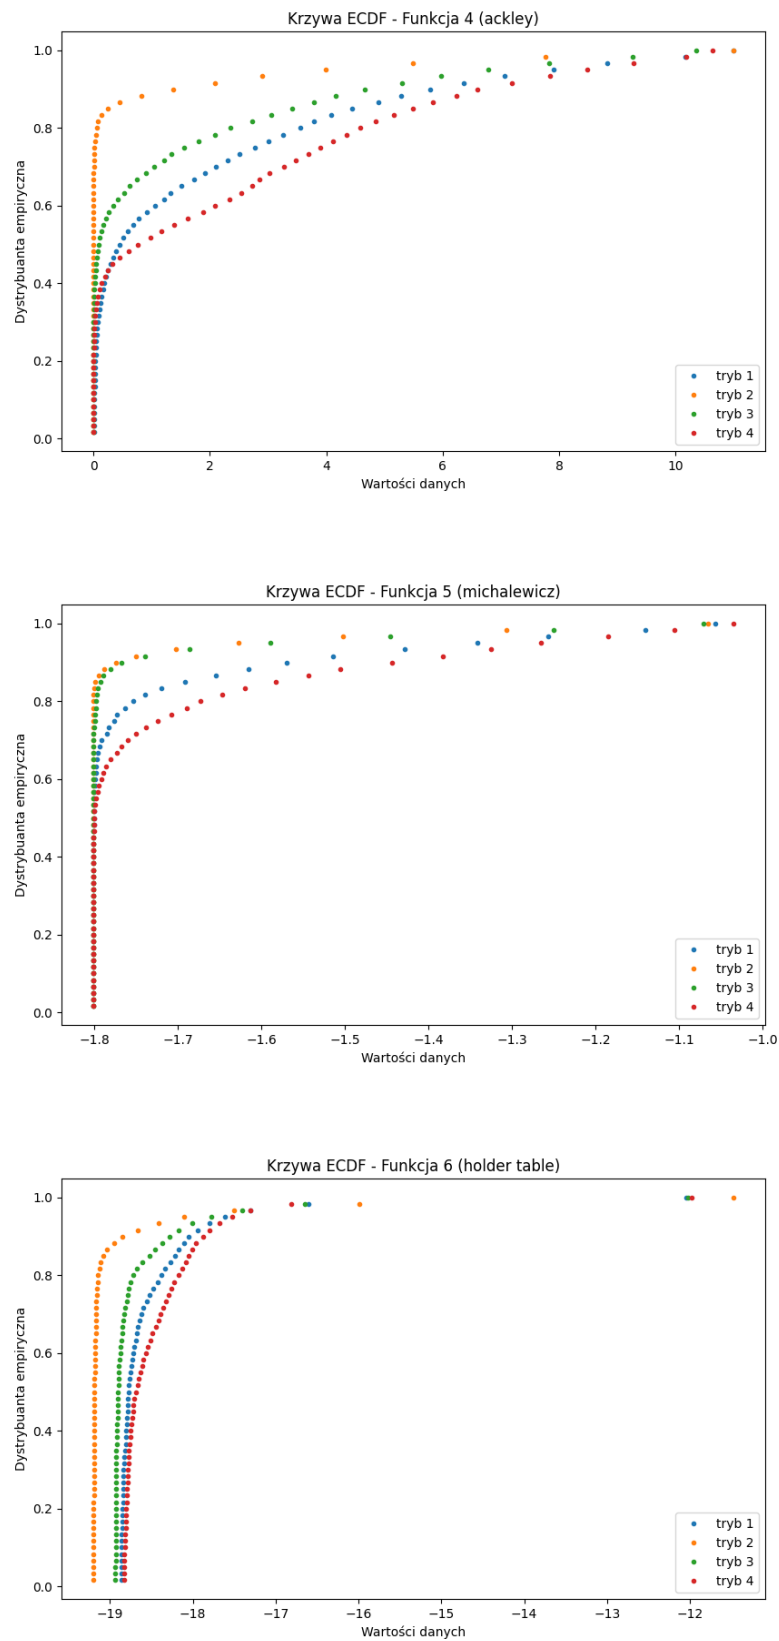 Krzywa ECDF - Funkcja 4 (ackley)
1.0
0.8
0.6
0.4
0.2
0.0
Dystrybuanta empiryczna
0 2 4 6 8 10
Wartości danych
tryb 1
tryb 2
tryb 3
tryb 4
Krzywa ECDF - Funkcja 5 (michalewicz)
1.0
0.8
0.6
0.4
0.2
0.0
Dystrybuanta empiryczna
−1.8 −1.7 −1.6 −1.5 −1.4 −1.3 −1.2 −1.1 −1.0
Wartości danych
tryb 1
tryb 2
tryb 3
tryb 4
Krzywa ECDF - Funkcja 6 (holder table)
1.0
0.8
0.6
0.4
0.2
0.0
Dystrybuanta empiryczna
−19 −18 −17 −16 −15 −14 −13 −12
Wartości danych
tryb 1
tryb 2
tryb 3
tryb 4